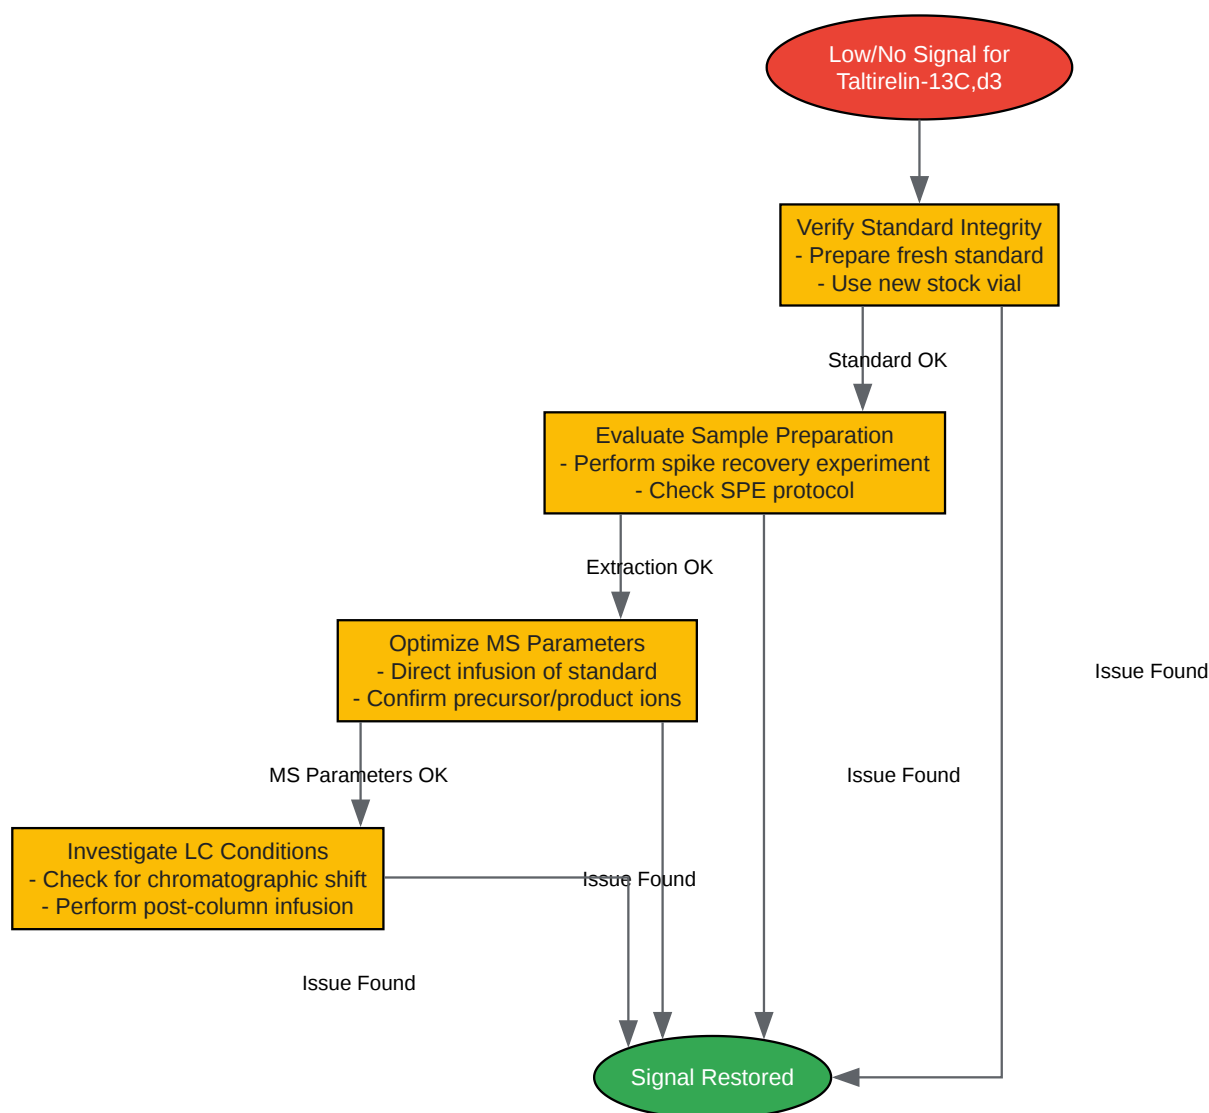 Low/No Signal for
Taltirelin-13C,d3
Verify Standard Integrity
- Prepare fresh standard
- Use new stock vial
Standard OK
Evaluate Sample Preparation
- Perform spike recovery experiment
- Check SPE protocol
Extraction OK
Optimize MS Parameters
- Direct infusion of standard
- Confirm precursor/product ions
Issue Found
MS Parameters OK
Issue Found
Investigate LC Conditions
- Check for chromatographic shift
- Perform post-column infusion
Issue Found
Issue Found
Signal Restored